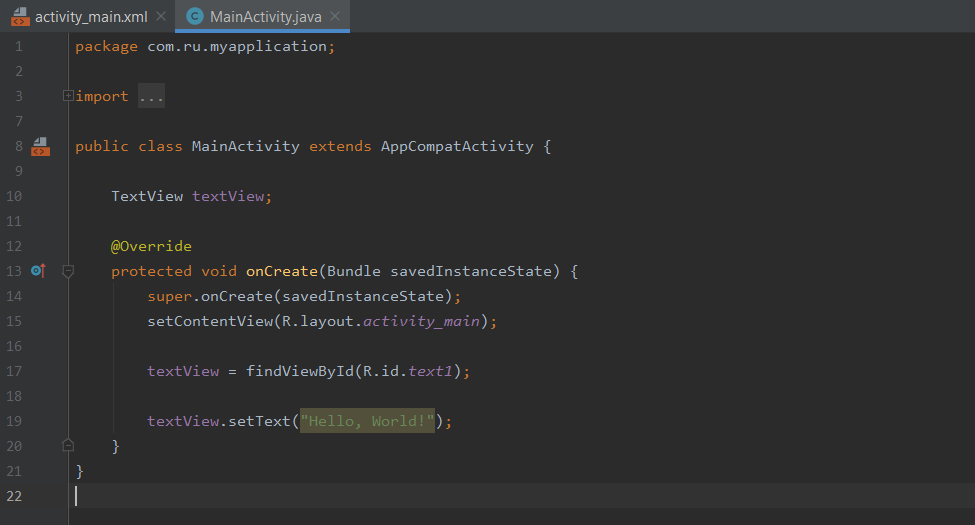 activity_main.xml MainActivity.java
1 package com.ru.myapplication;
2
3 import ...
7
8 public class MainActivity extends AppCompatActivity {
9
10 TextView textView;
11
12 @Override
13 protected void onCreate(Bundle savedInstanceState) {
14 super.onCreate(savedInstanceState);
15 setContentView(R.layout.activity_main);
16
17 textView = findViewById(R.id.text1);
18
19 textView.setText("Hello, World!");
20 }
21 }
22